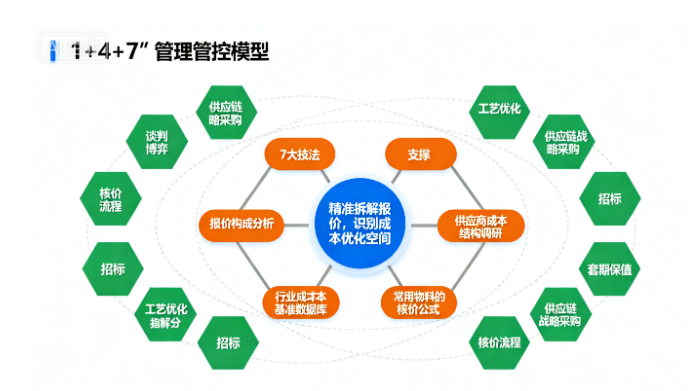 1+4+7” 管理管控模型
供应链
略采购
谈判
博弈
核价
流程
招标
工艺优化
指解分
招标
7大技法
报价构成分析
行业成才本
基准数据库
精准拆解报
价，识别成
本优化空间
支撑
供应商成本
结构调研
常用物料的
核价公式
工艺优化
供应链战
略采购
招标
套期保值
供应链
战略采购
核价流程